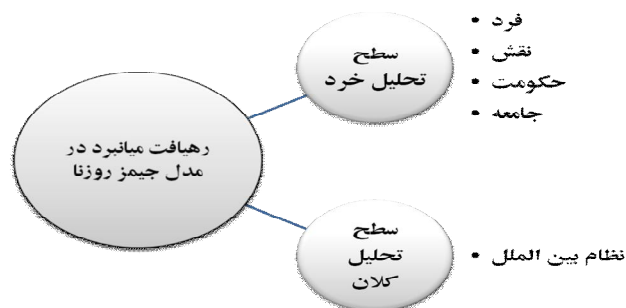 رهیافت میانبرد در
مدل جیمز روزنا
سطح
تحلیل خرد
• فرد
• نقش
• حکومت
• جامعه
سطح
تحلیل
کلان
• نظام بین الملل